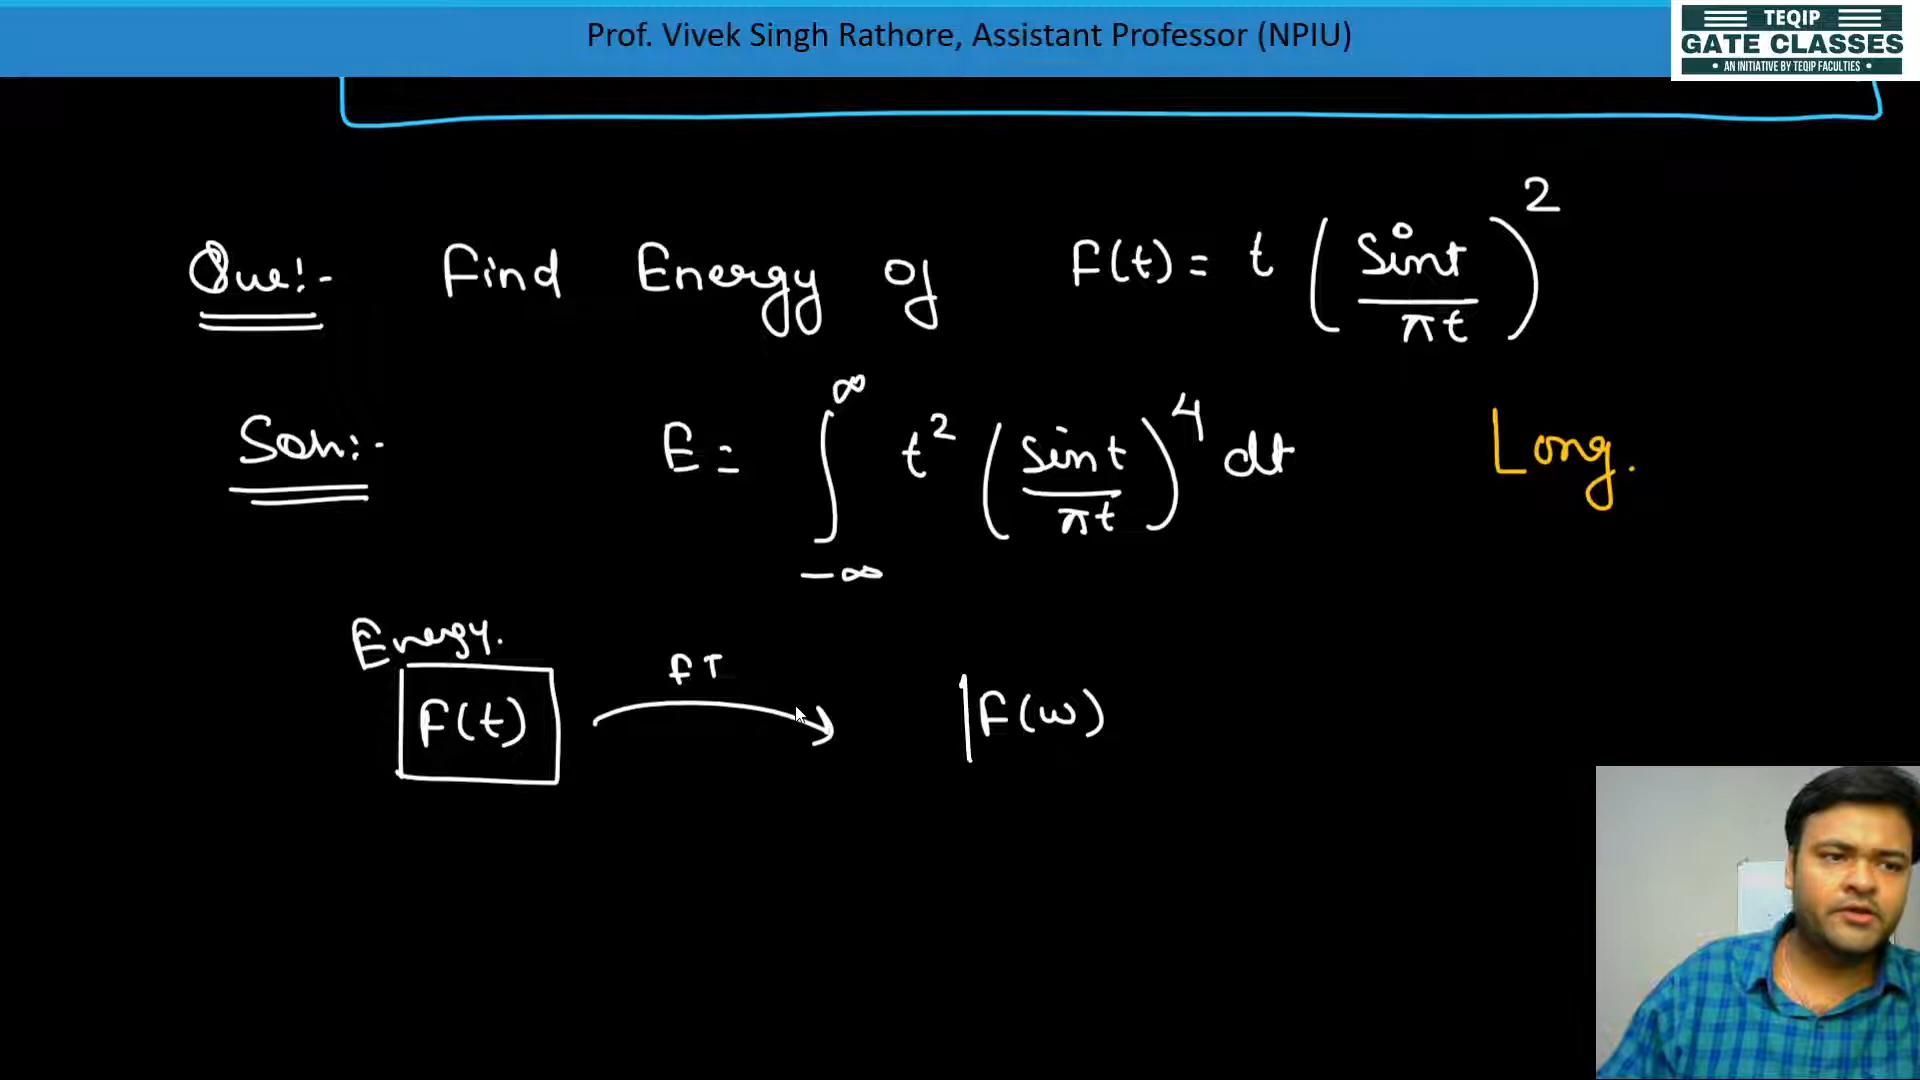 Prof. Vivek Singh Rathore, Assistant Professor (NPIU)
TEQIP
GATE CLASSES
• AN INITIATIVE BY TEQIP FACULTIES •
Que:- Find Energy of F(t) = t (sint/πt)^2
Soln:- E = ∫_{-∞}^{∞} t^2 (sint/πt)^4 dt Long.
Energy.
F(t) FT |F(w)